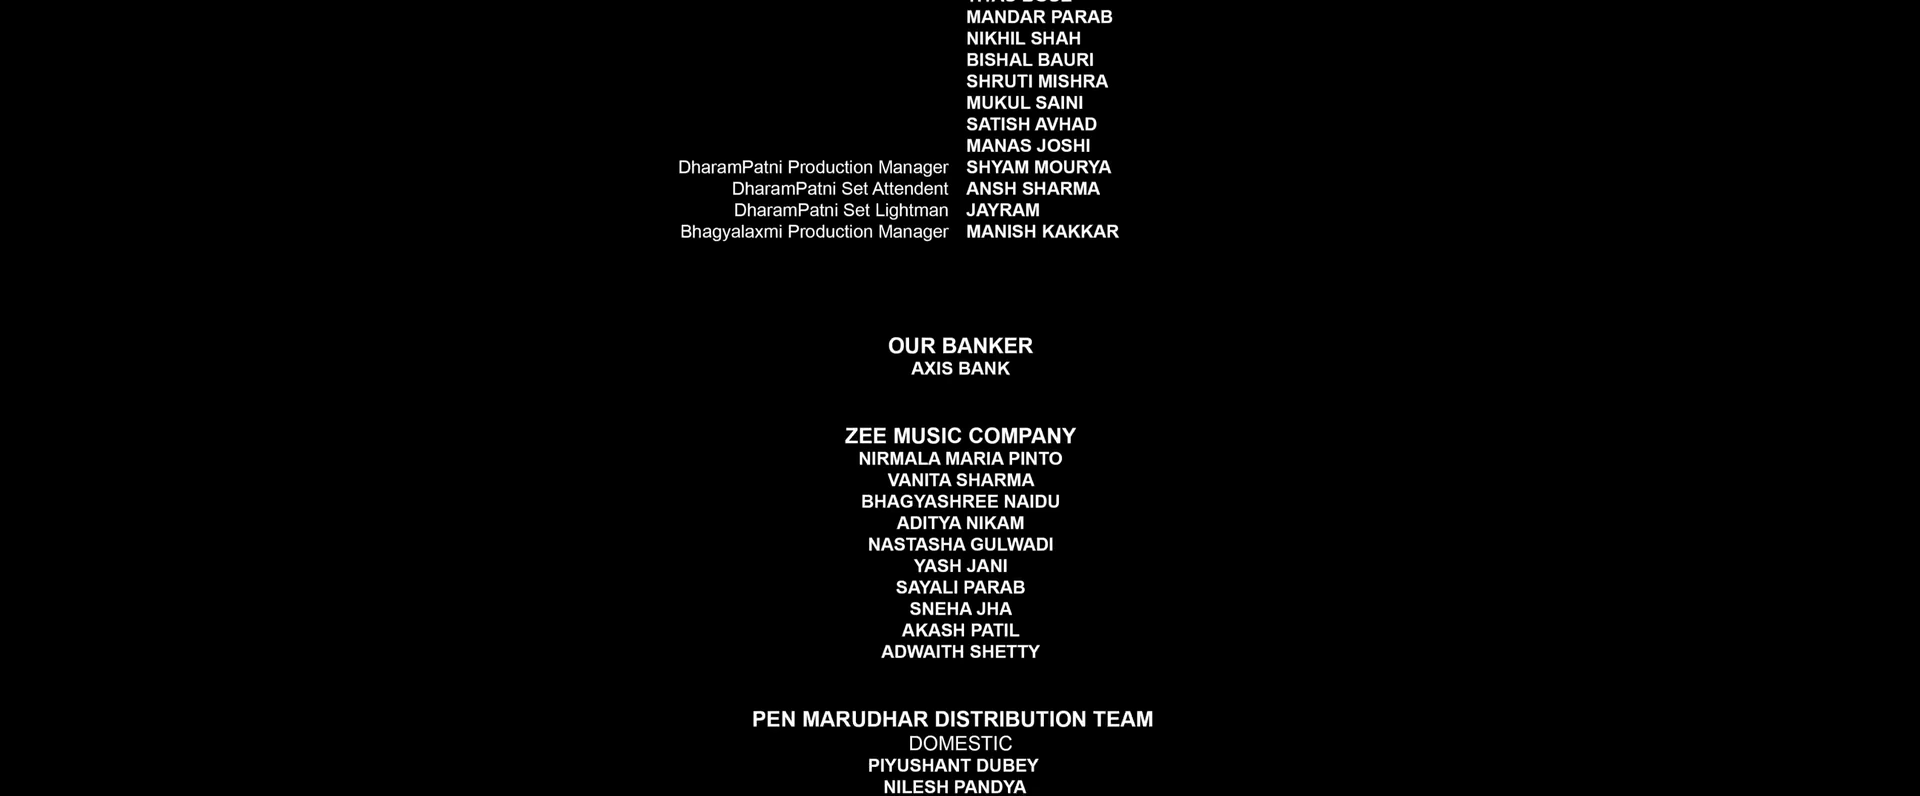 MANDAR PARAB
NIKHIL SHAH
BISHAL BAURI
SHRUTI MISHRA
MUKUL SAINI
SATISH AVHAD
MANAS JOSHI
DharamPatni Production Manager SHYAM MOURYA
DharamPatni Set Attendent ANSH SHARMA
DharamPatni Set Lightman JAYRAM
Bhagyalaxmi Production Manager MANISH KAKKAR
OUR BANKER
AXIS BANK
ZEE MUSIC COMPANY
NIRMALA MARIA PINTO
VANITA SHARMA
BHAGYASHREE NAIDU
ADITYA NIKAM
NASTASHA GULWADI
YASH JANI
SAYALI PARAB
SNEHA JHA
AKASH PATIL
ADWAITH SHETTY
PEN MARUDHAR DISTRIBUTION TEAM
DOMESTIC
PIYUSHANT DUBEY
NILESH PANDYA